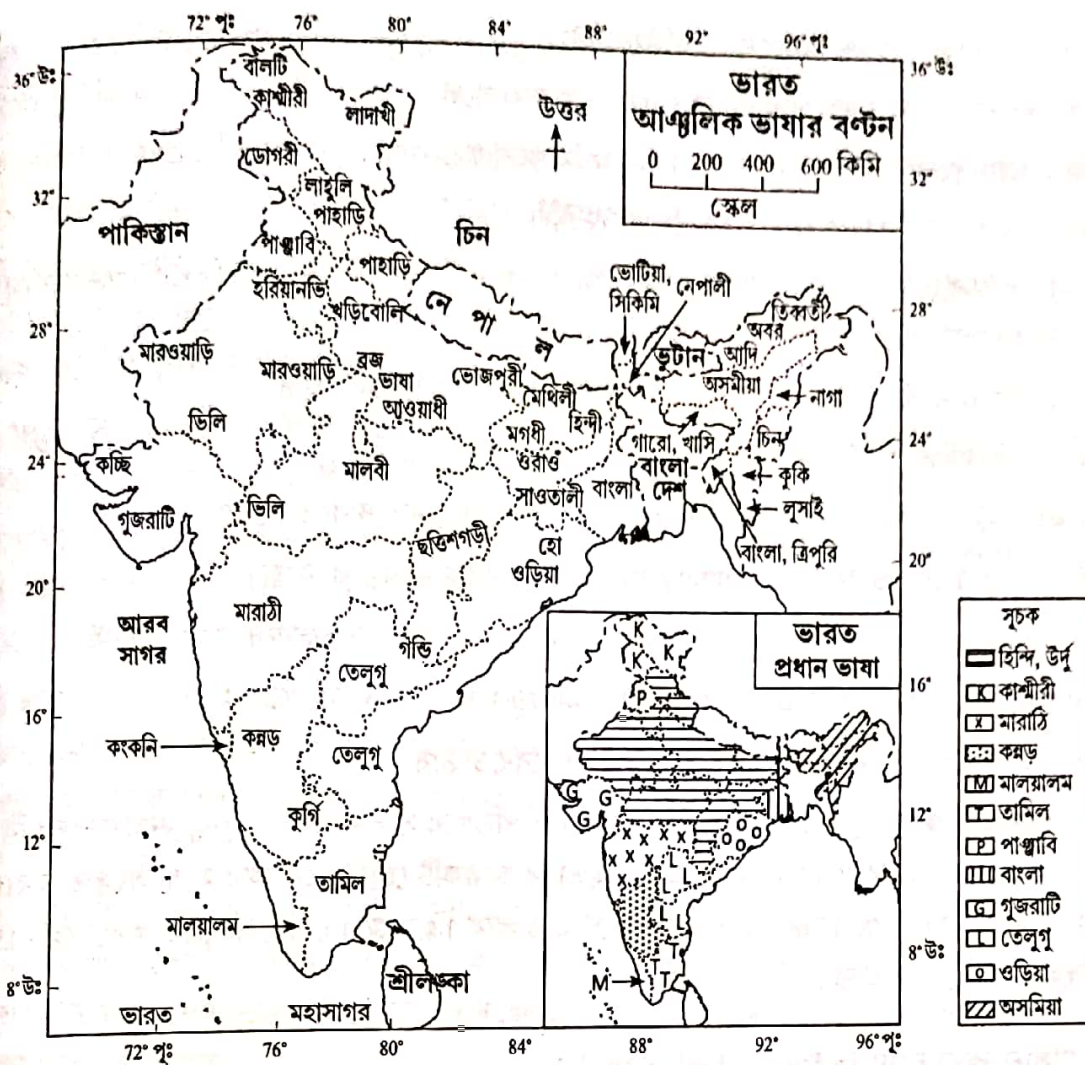 72° পূঃ
76°
80°
84°
88°
92°
96° পূঃ
36° উঃ
32°
28°
24°
20°
16°
12°
8° উঃ
36° উঃ
32°
28°
24°
20°
16°
12°
8° উঃ
72° পূঃ
76°
80°
84°
88°
92°
96° পূঃ
ভারত
আঞ্চলিক ভাষার বণ্টন
0 200 400 600 কিমি
স্কেল
উত্তর
বালটি
কাশ্মীরী
লাদাখী
ডোগরী
লাহুলি
পাহাড়ি
পাকিস্তান
চিন
পাঞ্জাবি
পাহাড়ি
হরিয়ানভি
খড়িবোলি
নেপাল
ভোটিয়া,
সিকিমি
নেপালী
তিব্বতী
অবর
আদি
ভুটান
অসমীয়া
নাগা
মারওয়াড়ি
মারওয়াড়ি
ব্রজ
ভাষা
আওয়াধী
ভোজপুরী
মৈথিলী
হিন্দী
মগধী
ওরাওঁ
গারো, খাসি
চিন
কুকি
লুসাই
বাংলা, ত্রিপুরি
বাংলা
দেশ
ভিলি
কচ্ছি
মালবী
সাওতালী
বাংলা
গুজরাটি
ভিলি
ছত্তিশগড়ী
হো
ওড়িয়া
আরব
সাগর
মারাঠী
গন্ডি
তেলুগু
কংকনি
কন্নড়
তেলুগু
কুর্গি
তামিল
মালয়ালম
শ্রীলঙ্কা
ভারত
মহাসাগর
ভারত
প্রধান ভাষা
K
K
K
P
G
G
G
x x x x
x x x
x
x
O
O O
O O
L
L
L
L
L
T
T
T
M
সূচক
হিন্দি, উর্দু
K কাশ্মীরী
x মারাঠি
কন্নড়
M মালয়ালম
T তামিল
P পাঞ্জাবি
বাংলা
G গুজরাটি
L তেলুগু
O ওড়িয়া
অসমিয়া